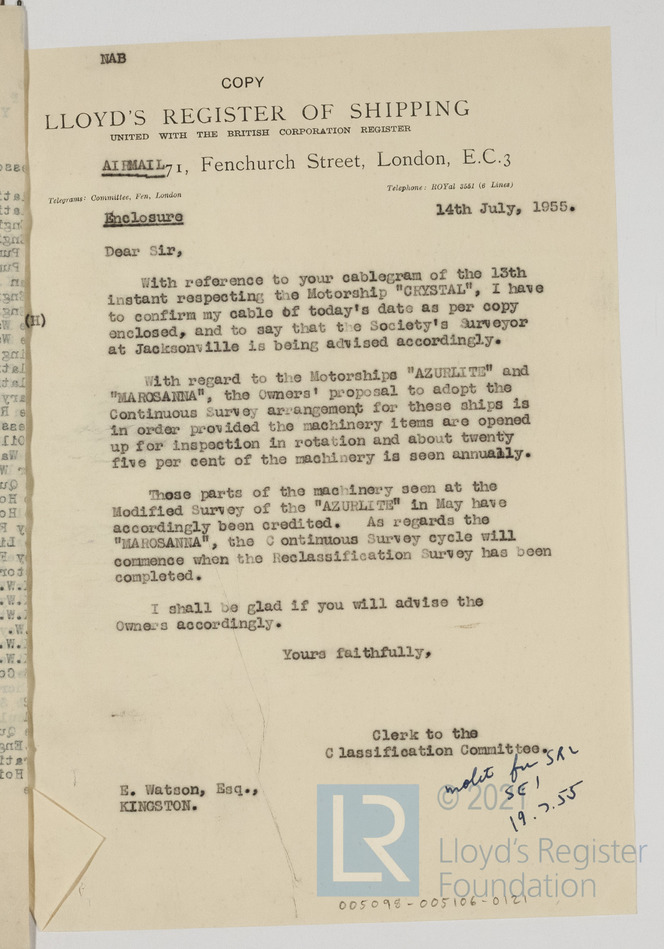 NAB
COPY
LLOYD'S REGISTER OF SHIPPING
UNITED WITH THE BRITISH CORPORATION REGISTER
AIRMAIL 71, Fenchurch Street, London, E.C.3
Telegrams: Committee, Fen, London
Telephone: ROYal 3581 (6 Lines)
Enclosure
14th July, 1955.
Dear Sir,
With reference to your cablegram of the 13th
instant respecting the Motorship "CRYSTAL", I have
(H)
to confirm my cable of today's date as per copy
enclosed, and to say that the Society's Surveyor
at Jacksonville is being advised accordingly.
With regard to the Motorships "AZURLITE" and
"MAROSANNA", the Owners' proposal to adopt the
Continuous Survey arrangement for these ships is
in order provided the machinery items are opened
up for inspection in rotation and about twenty
five per cent of the machinery is seen annually.
Those parts of the machinery seen at the
Modified Survey of the "AZURLITE" in May have
accordingly been credited. As regards the
"MAROSANNA", the C ontinuous Survey cycle will
commence when the Reclassification Survey has been
completed.
I shall be glad if you will advise the
Owners accordingly.
Yours faithfully,
Clerk to the
C lassification Committee.
E. Watson, Esq.,
KINGSTON.
for SRL
SE1
19.7.55
LR
© 2021
Lloyd's Register
Foundation
005098-005106-0121